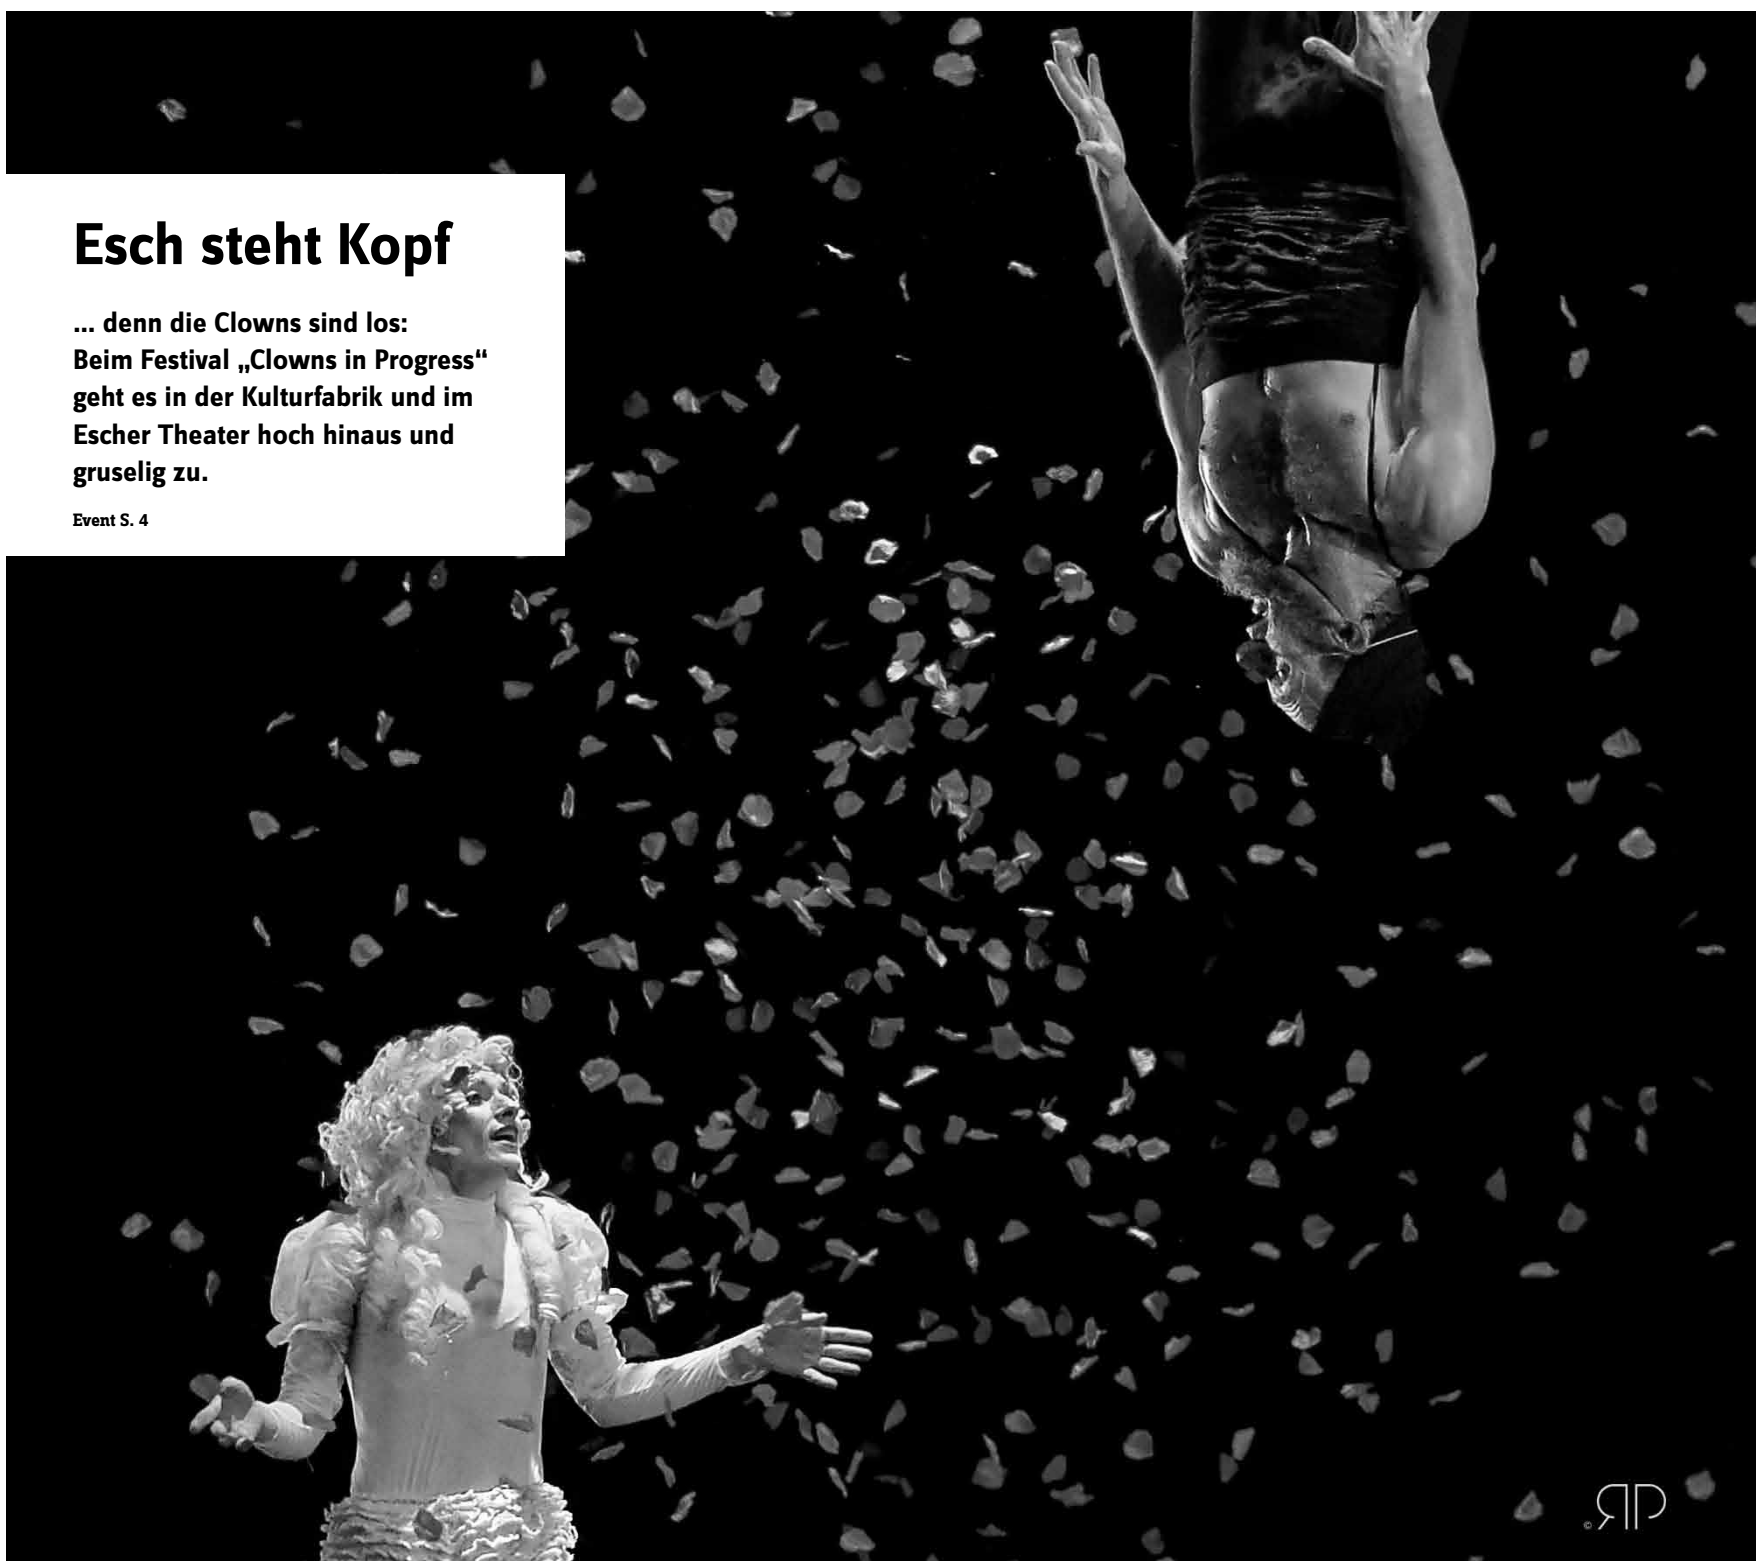 Esch steht Kopf
... denn die Clowns sind los:
Beim Festival „Clowns in Progress“
geht es in der Kulturfabrik und im
Escher Theater hoch hinaus und
gruselig zu.
Event S. 4
© RP